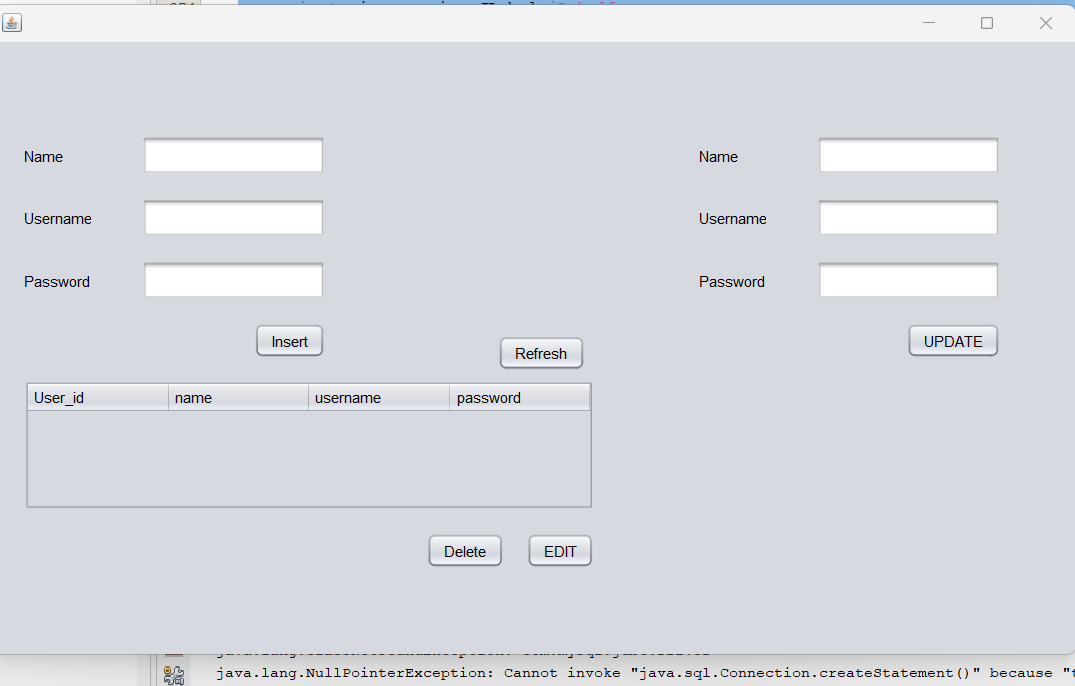 Name Name
Username Username
Password Password
Insert Refresh UPDATE
User_id name username password
Delete EDIT
java.lang.NullPointerException: Cannot invoke "java.sql.Connection.createStatement()" because